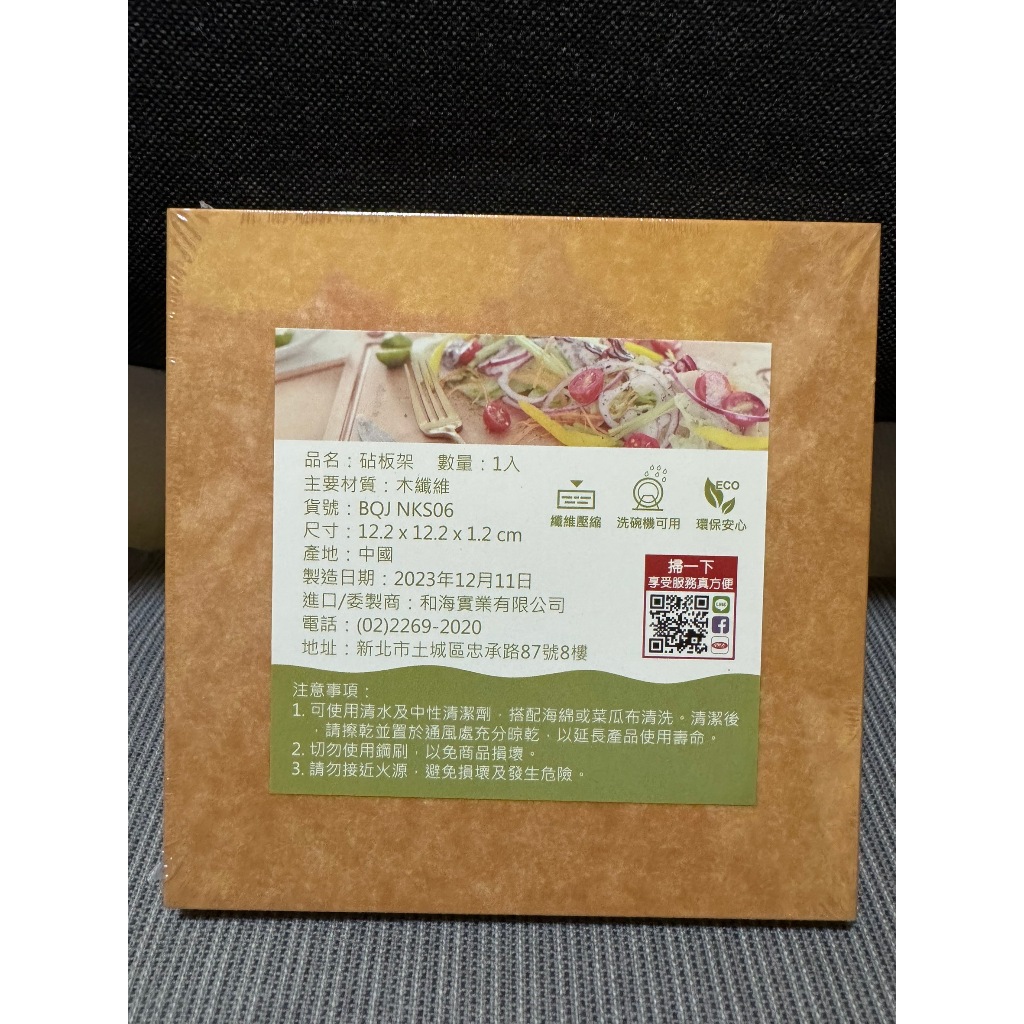 品名：砧板架　數量：1入
主要材質：木纖維
貨號：BQJ NKS06
尺寸：12.2 x 12.2 x 1.2 cm
產地：中國
製造日期：2023年12月11日
進口/委製商：和海實業有限公司
電話：(02)2269-2020
地址：新北市土城區忠承路87號8樓
纖維壓縮
洗碗機可用
ECO
環保安心
掃一下
享受服務真方便
LINE
f
注意事項：
1. 可使用清水及中性清潔劑，搭配海綿或菜瓜布清洗。清潔後
，請擦乾並置於通風處充分晾乾，以延長產品使用壽命。
2. 切勿使用鋼刷，以免商品損壞。
3. 請勿接近火源，避免損壞及發生危險。